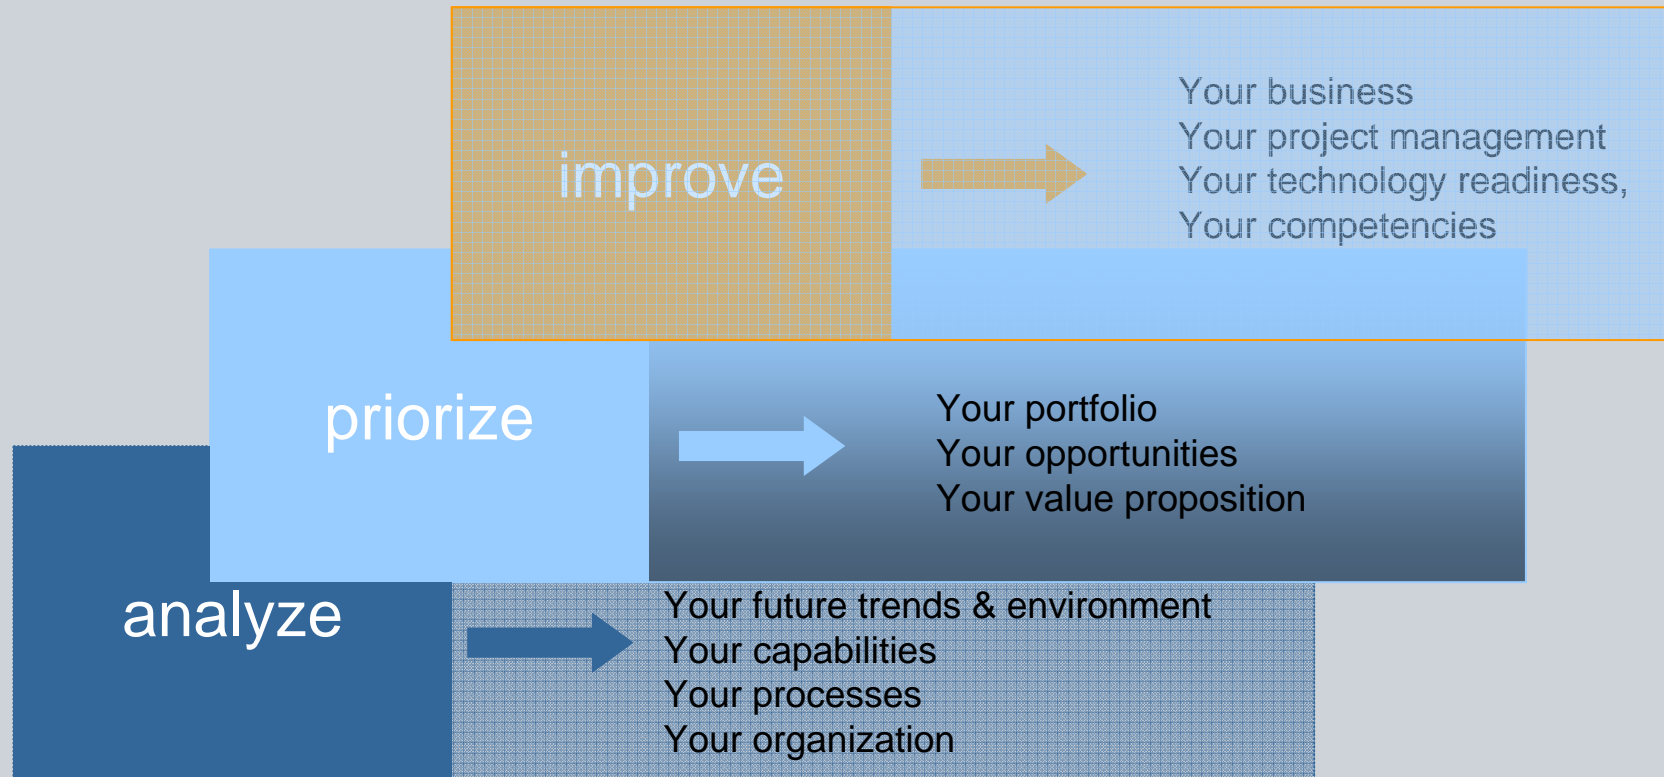 improve
Your business
Your project management
Your technology readiness,
Your competencies
priorize
Your portfolio
Your opportunities
Your value proposition
analyze
Your future trends & environment
Your capabilities
Your processes
Your organization